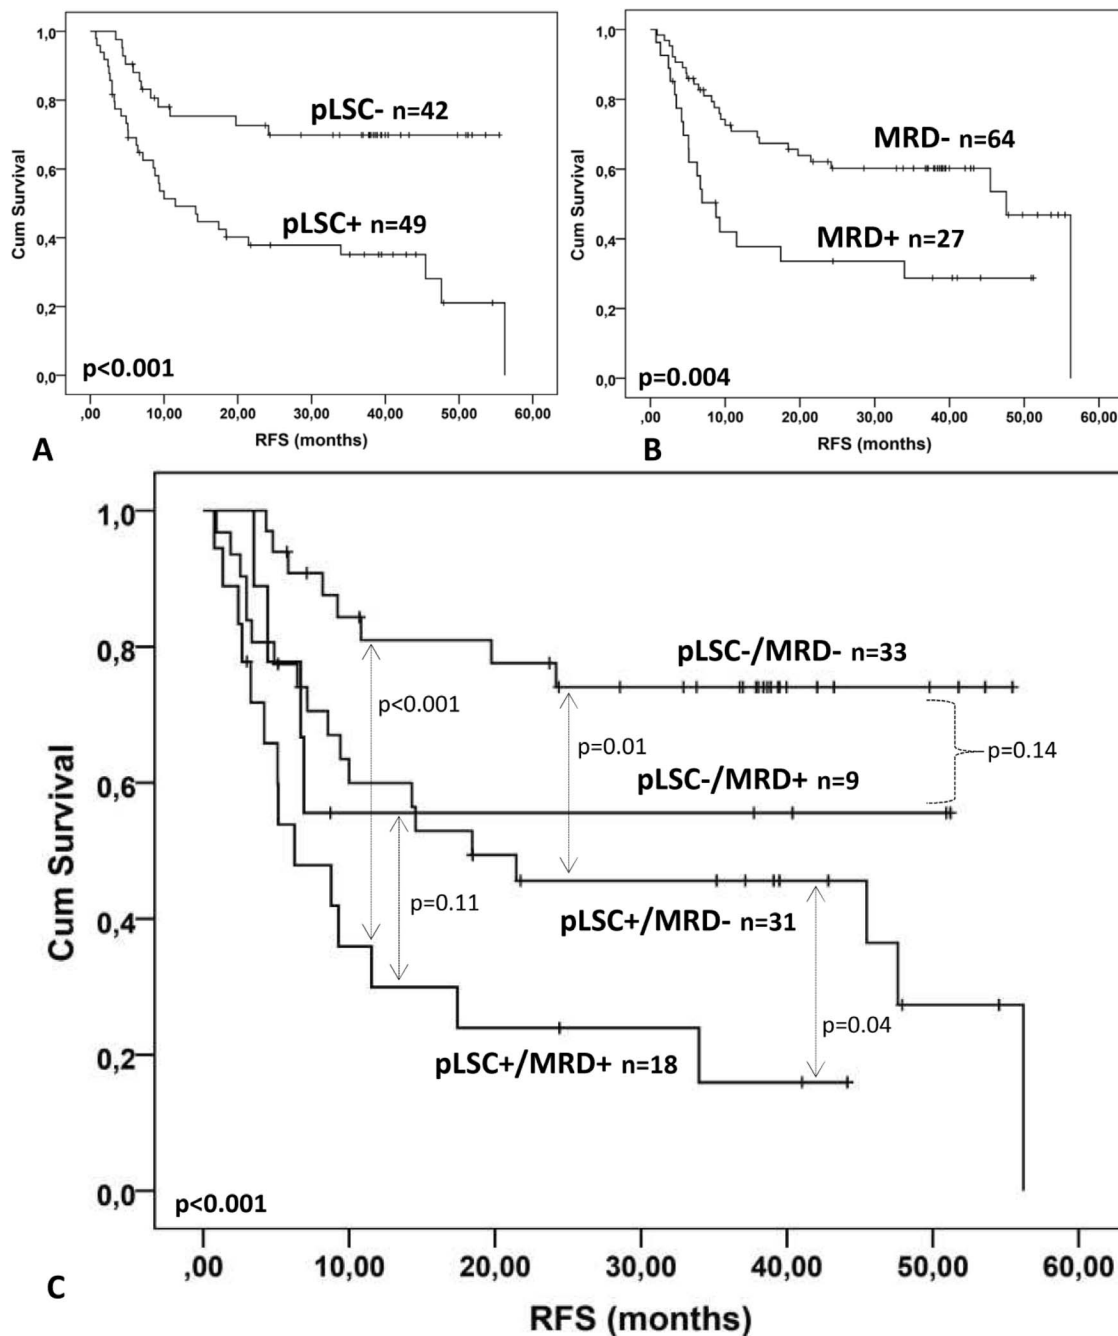 1,0
0,8
0,6
0,4
0,2
0,0
Cum Survival
pLSC- n=42
pLSC+ n=49
p<0.001
,00 10,00 20,00 30,00 40,00 50,00 60,00
RFS (months)
A
1,0
0,8
0,6
0,4
0,2
0,0
Cum Survival
MRD- n=64
MRD+ n=27
p=0.004
,00 10,00 20,00 30,00 40,00 50,00 60,00
RFS (months)
B
1,0
0,8
0,6
0,4
0,2
0,0
Cum Survival
pLSC-/MRD- n=33
p<0.001
p=0.01
p=0.14
pLSC-/MRD+ n=9
p=0.11
pLSC+/MRD- n=31
p=0.04
pLSC+/MRD+ n=18
p<0.001
,00 10,00 20,00 30,00 40,00 50,00 60,00
RFS (months)
C